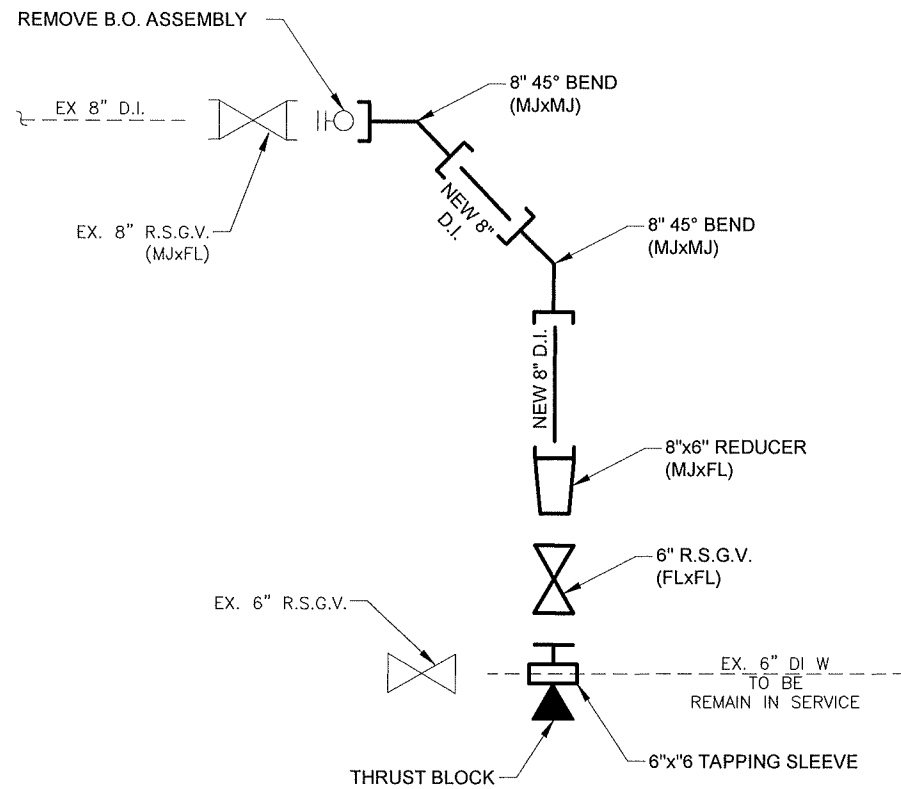 REMOVE B.O. ASSEMBLY
8" 45° BEND
(MJxMJ)
EX 8" D.I.
EX. 8" R.S.G.V.
(MJxFL)
NEW 8"
D.I.
8" 45° BEND
(MJxMJ)
NEW 8" D.I.
8"x6" REDUCER
(MJxFL)
6" R.S.G.V.
(FLxFL)
EX. 6" R.S.G.V.
EX. 6" DI W
TO BE
REMAIN IN SERVICE
6"x"6 TAPPING SLEEVE
THRUST BLOCK